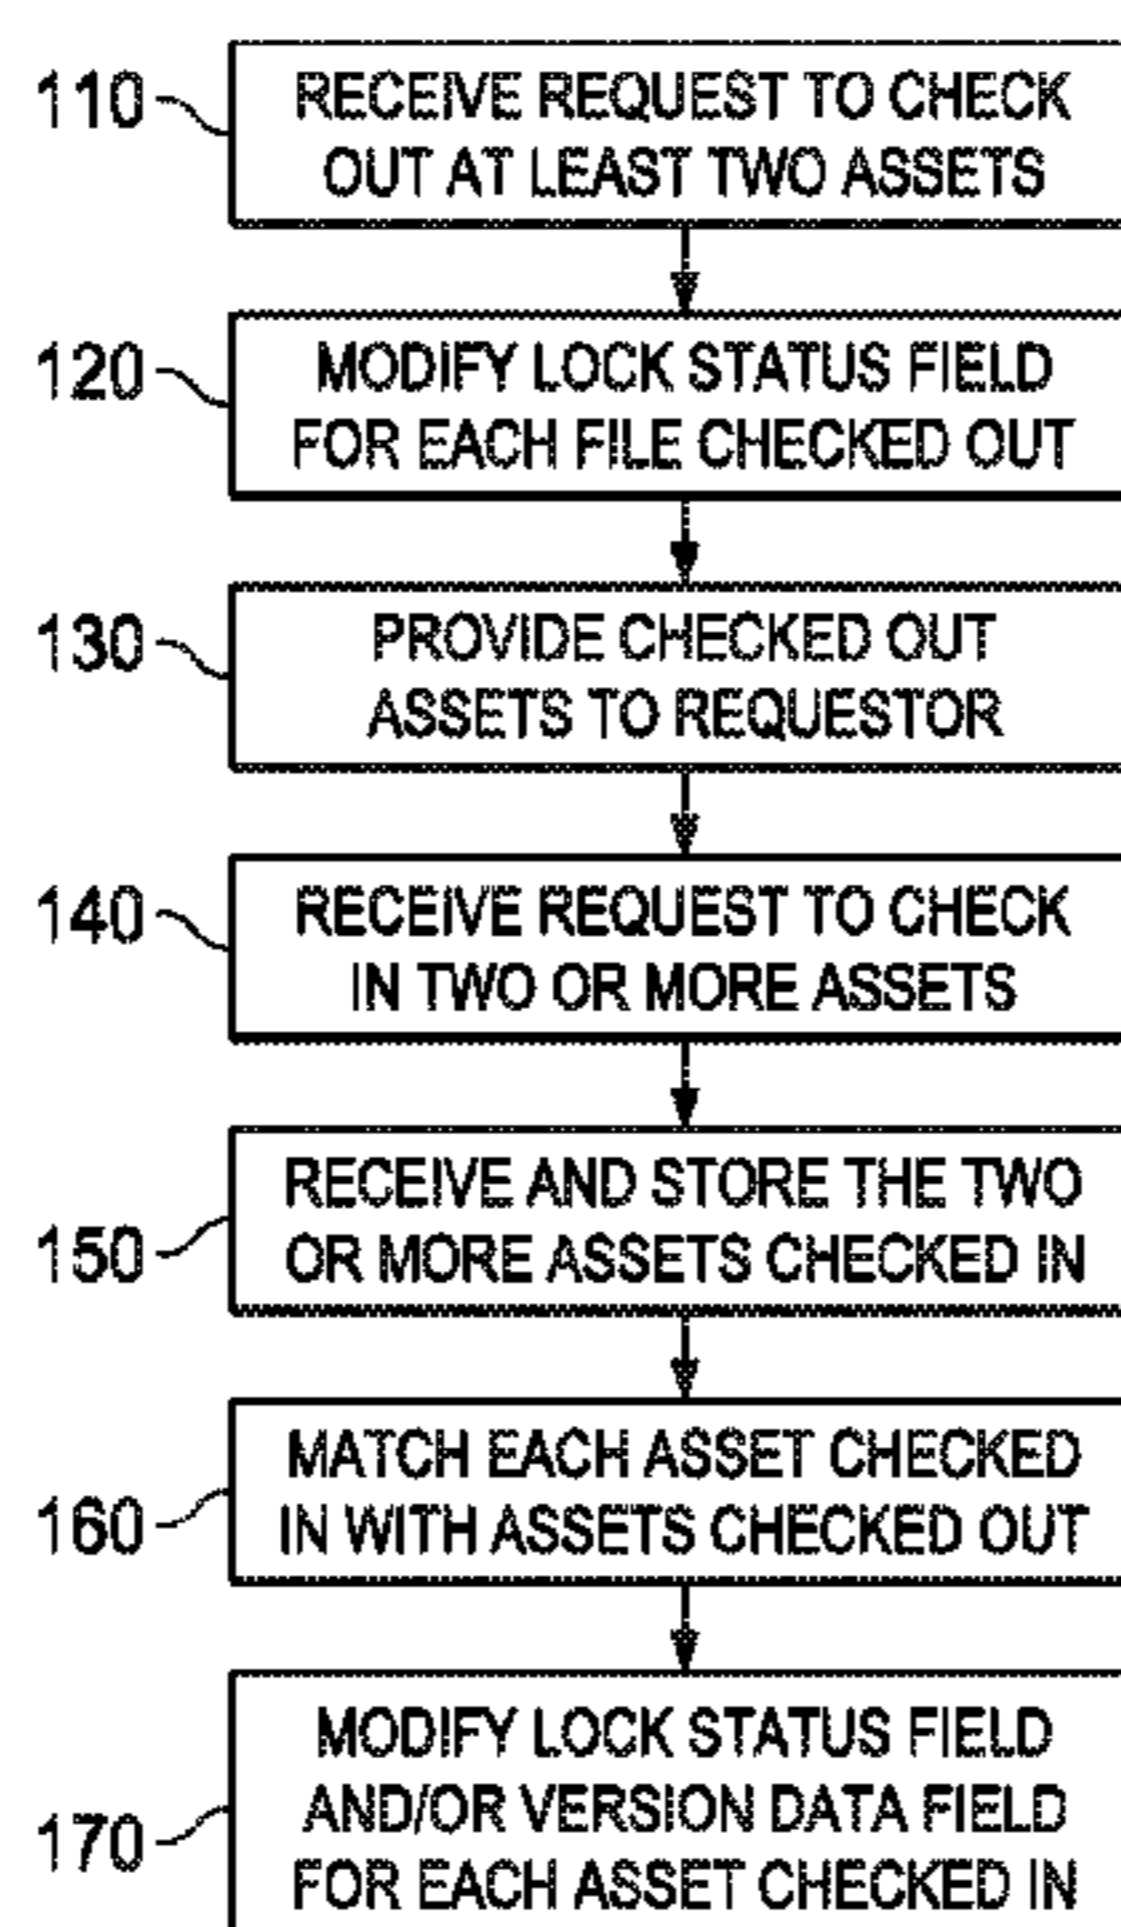 110
RECEIVE REQUEST TO CHECK
OUT AT LEAST TWO ASSETS
120
MODIFY LOCK STATUS FIELD
FOR EACH FILE CHECKED OUT
130
PROVIDE CHECKED OUT
ASSETS TO REQUESTOR
140
RECEIVE REQUEST TO CHECK
IN TWO OR MORE ASSETS
150
RECEIVE AND STORE THE TWO
OR MORE ASSETS CHECKED IN
160
MATCH EACH ASSET CHECKED
IN WITH ASSETS CHECKED OUT
170
MODIFY LOCK STATUS FIELD
AND/OR VERSION DATA FIELD
FOR EACH ASSET CHECKED IN